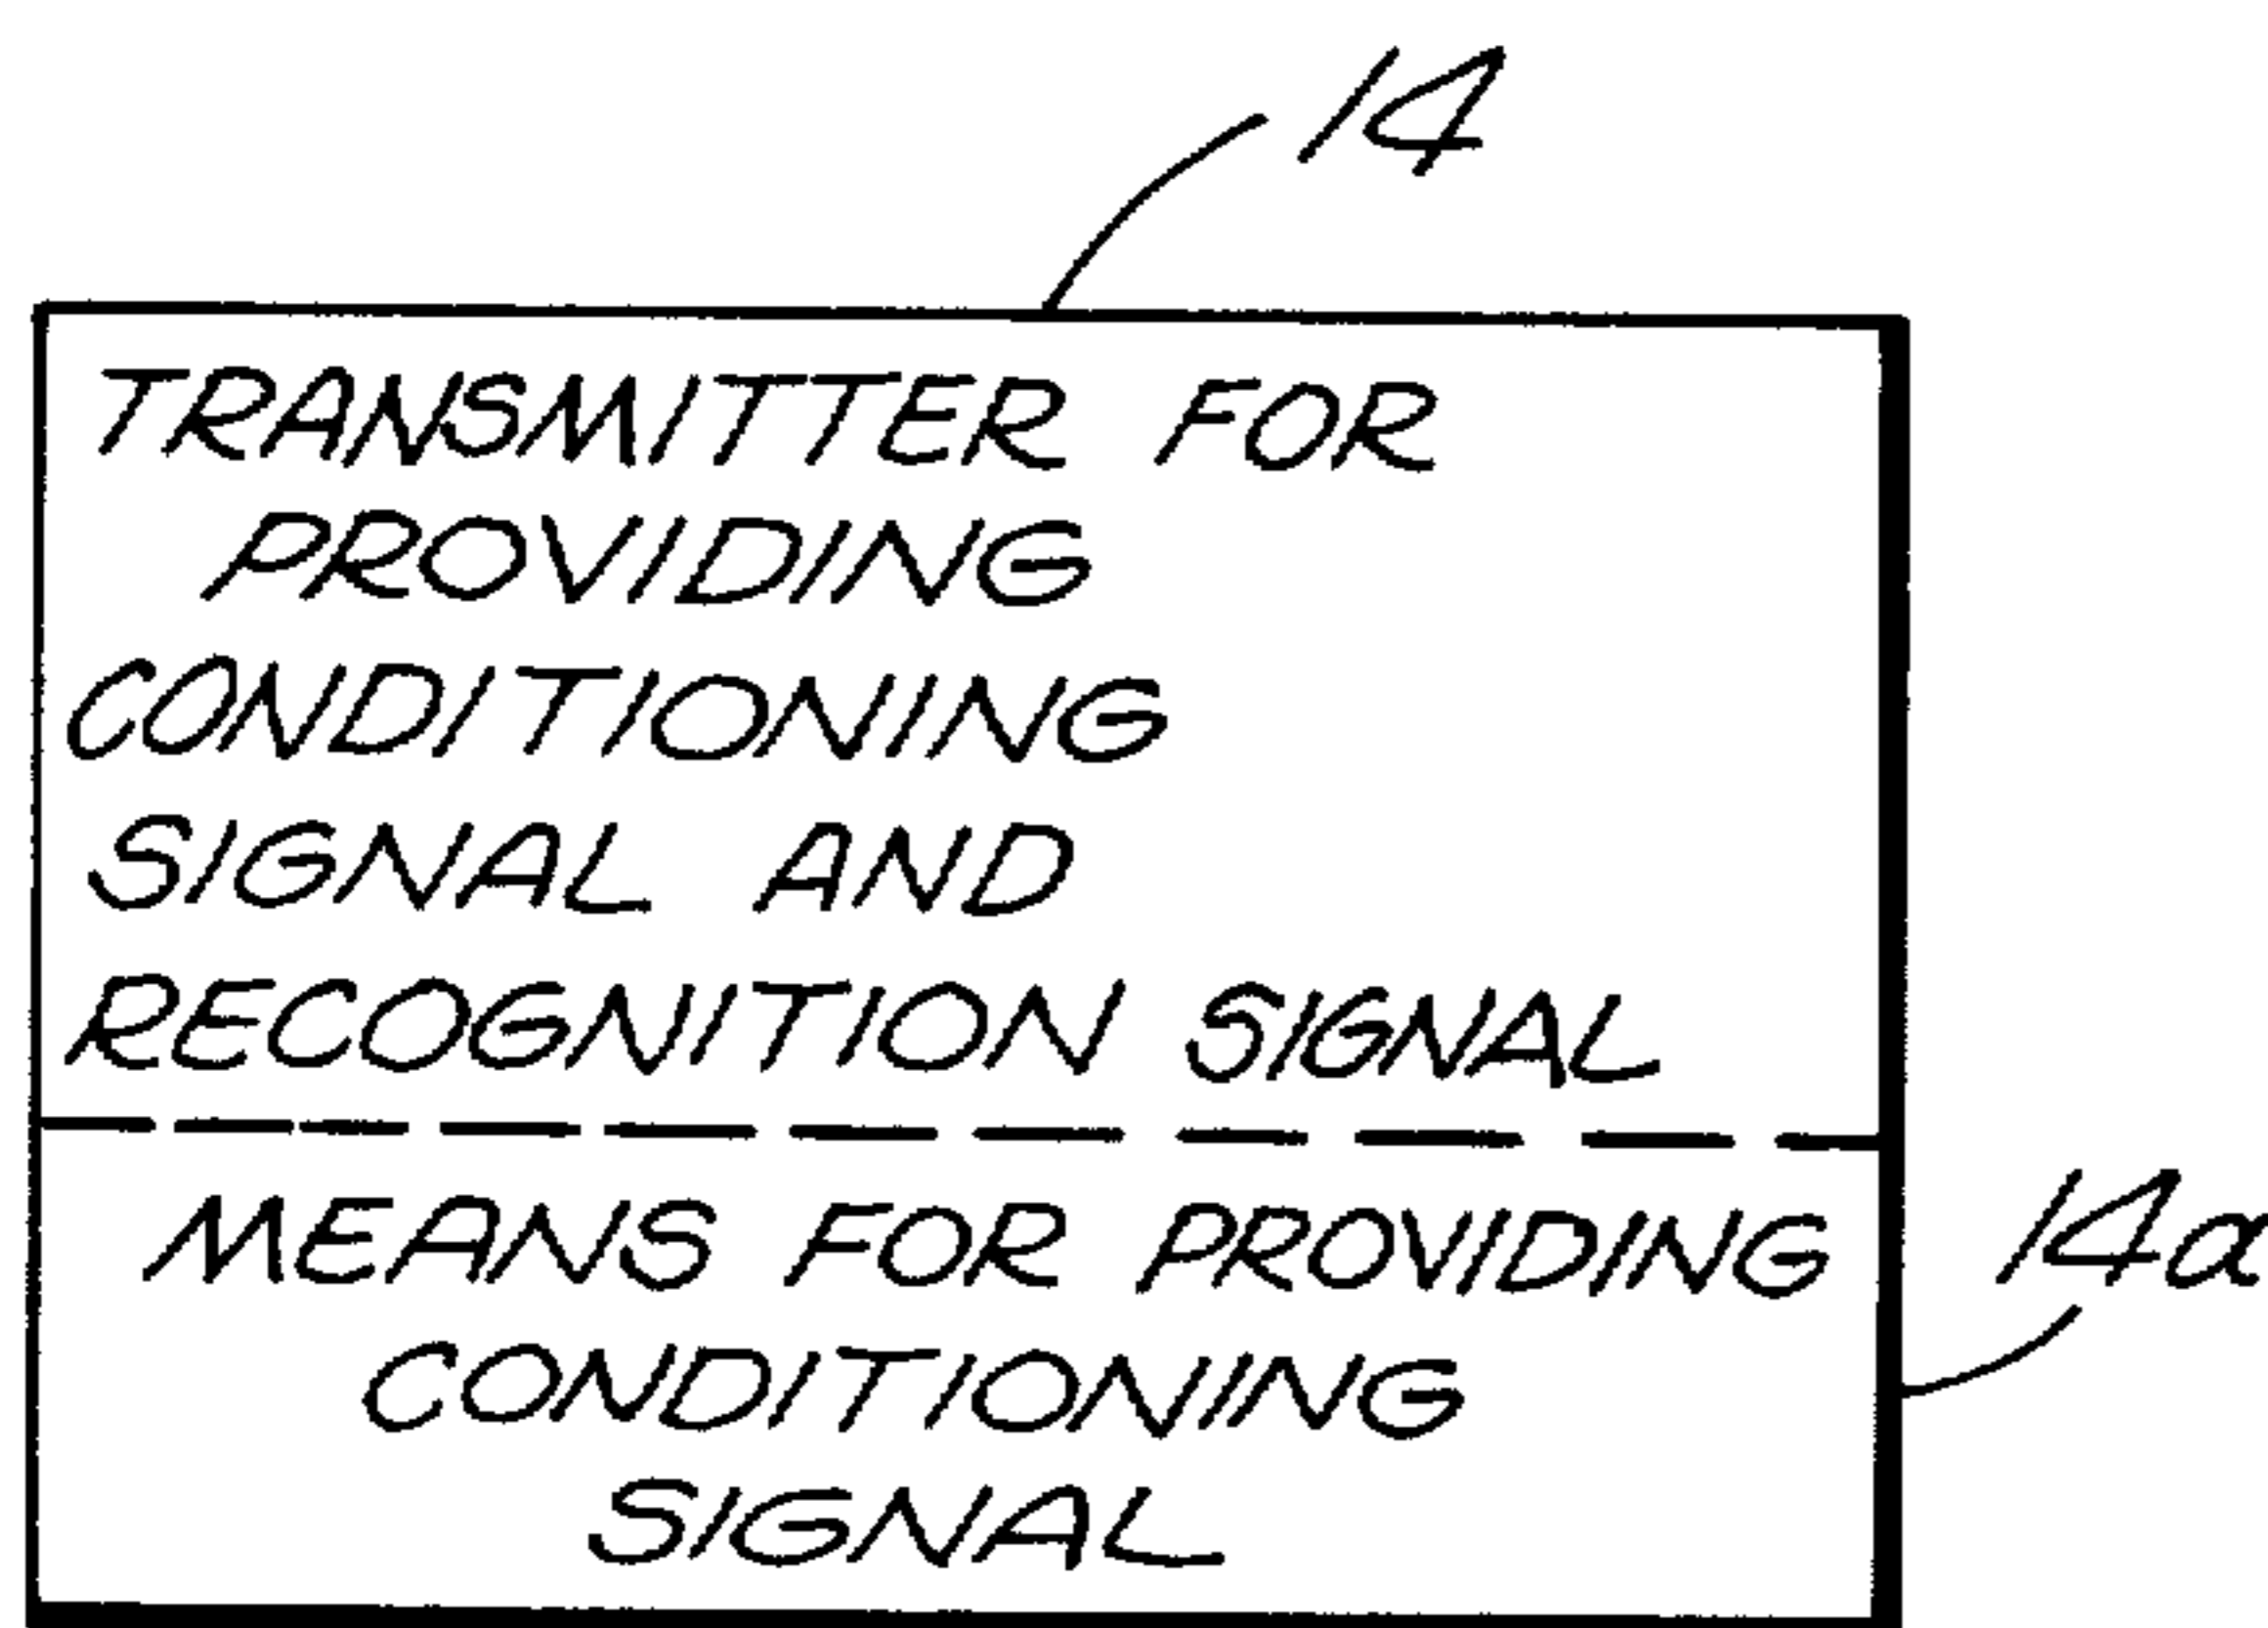 14
TRANSMITTER FOR
PROVIDING
CONDITIONING
SIGNAL AND
RECOGNITION SIGNAL
MEANS FOR PROVIDING
14a
CONDITIONING
SIGNAL